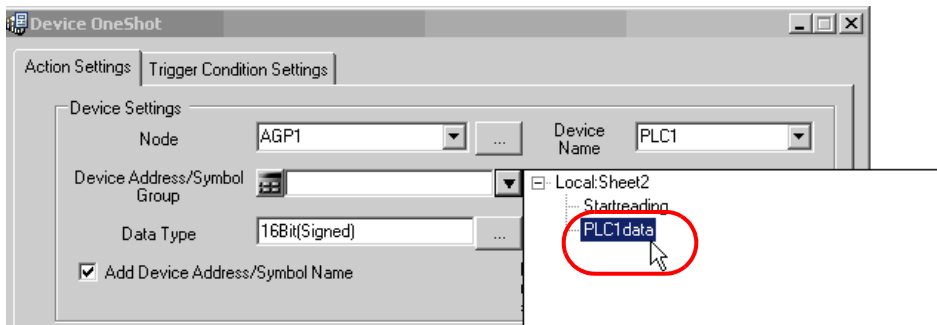 Device OneShot
Action Settings Trigger Condition Settings
Device Settings
Node AGP1 ... Device Name PLC1
Device Address/Symbol Group
Local:Sheet2
Startreading
PLC1data
Data Type 16Bit(Signed) ...
Add Device Address/Symbol Name